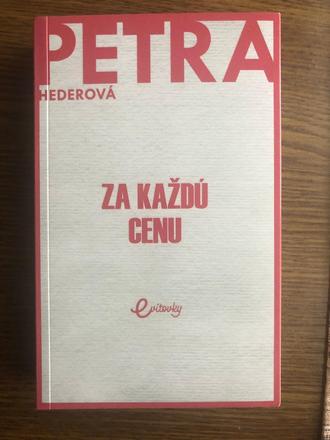 PETRA
HEDEROVÁ
ZA KAŽDÚ
CENU
evitovky